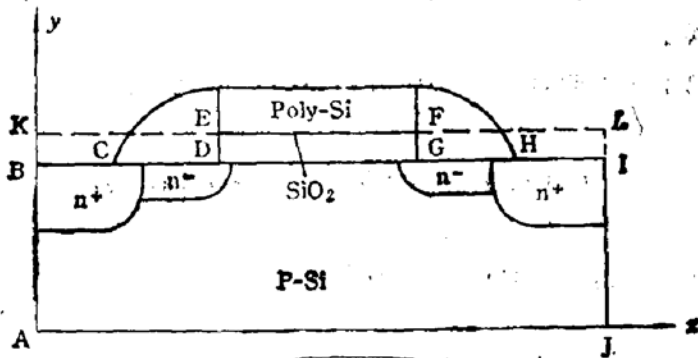 y
E Poly-Si F
K L
C D G H
B I
n+ n- SiO₂ n- n+
P-Si
A J x